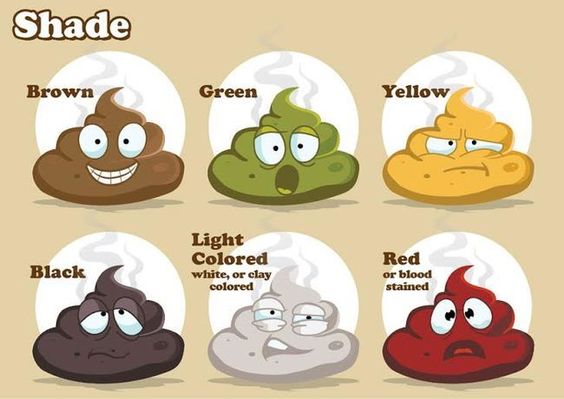 Shade
Brown
Green
Yellow
Black
Light
Colored
white, or clay
colored
Red
or blood
stained